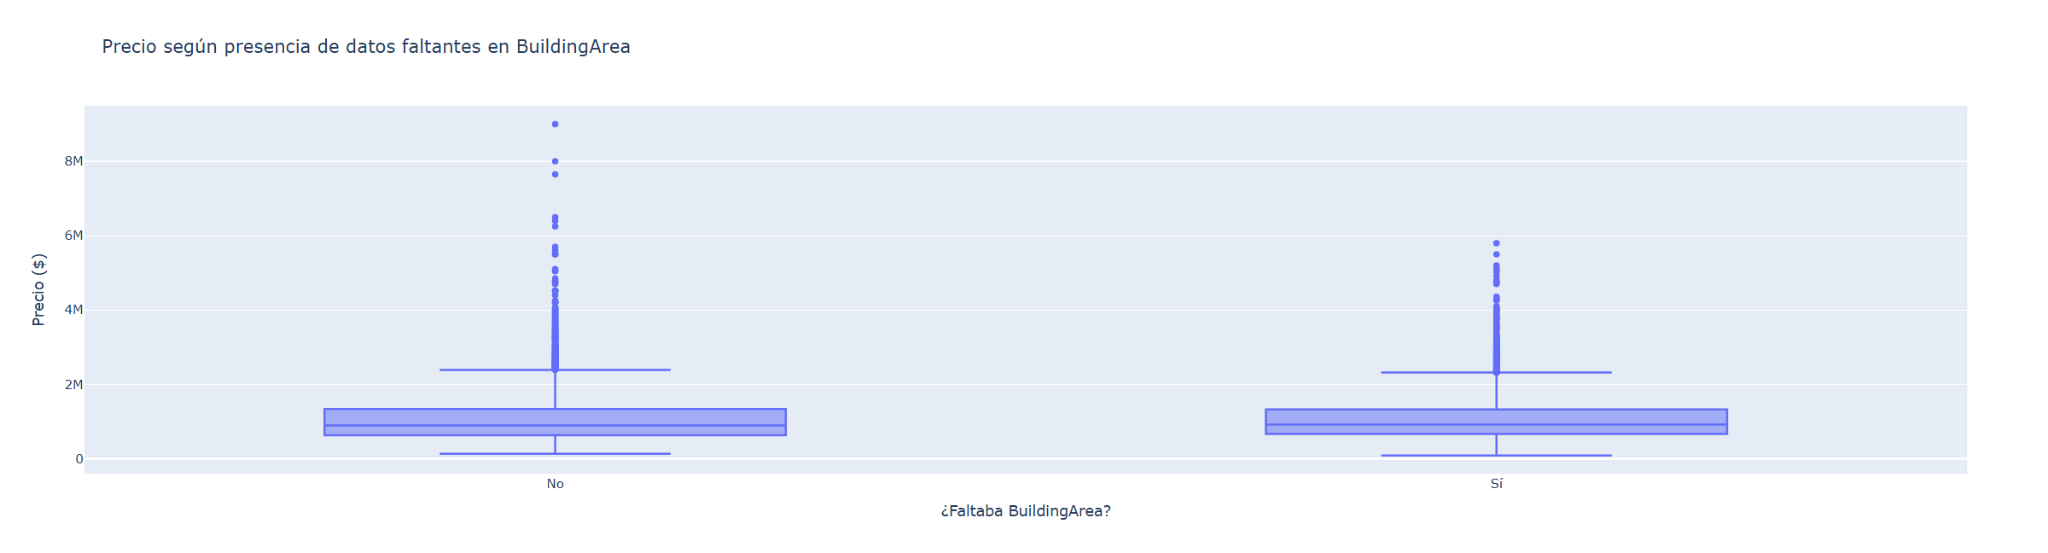 Precio según presencia de datos faltantes en BuildingArea
Precio ($)
8M
6M
4M
2M
0
No
Sí
¿Faltaba BuildingArea?